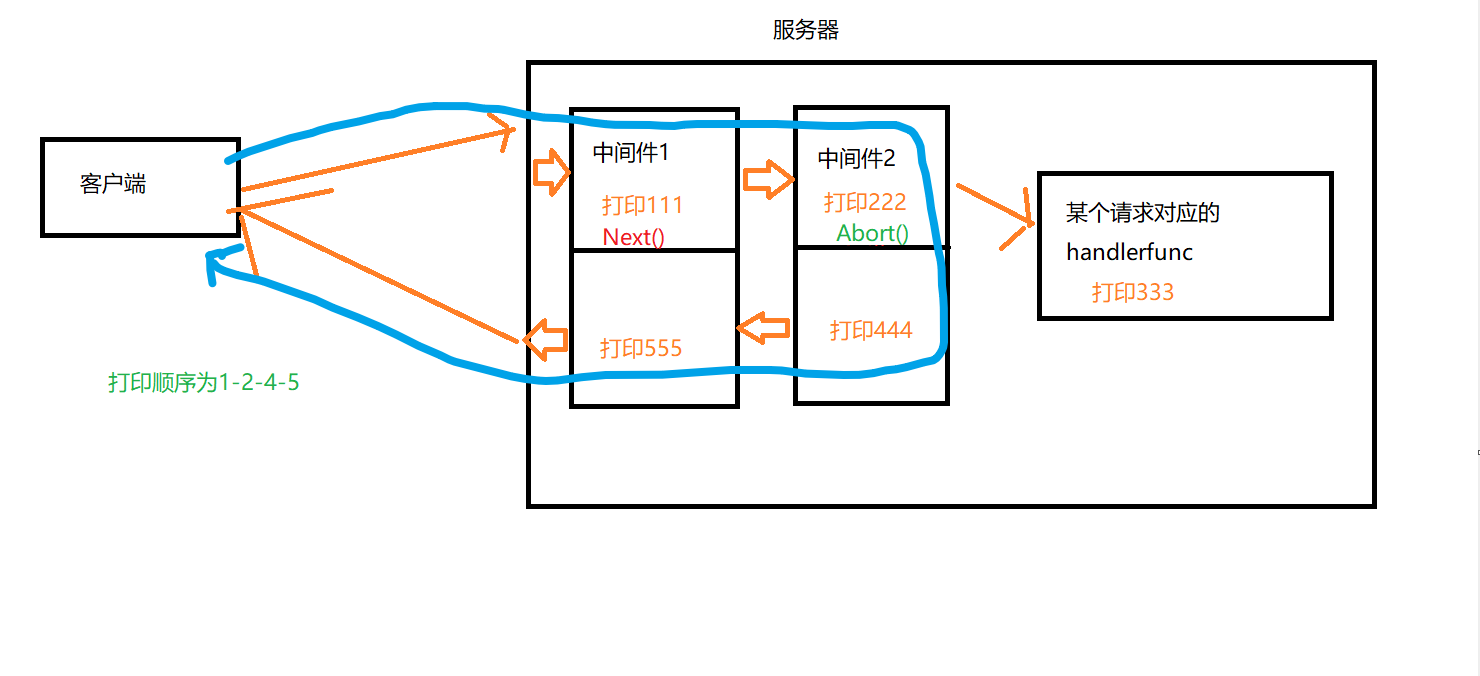 服务器
客户端
中间件1
打印111
Next()
中间件2
打印222
Abort()
某个请求对应的
handlerfunc
打印333
打印444
打印555
打印顺序为1-2-4-5